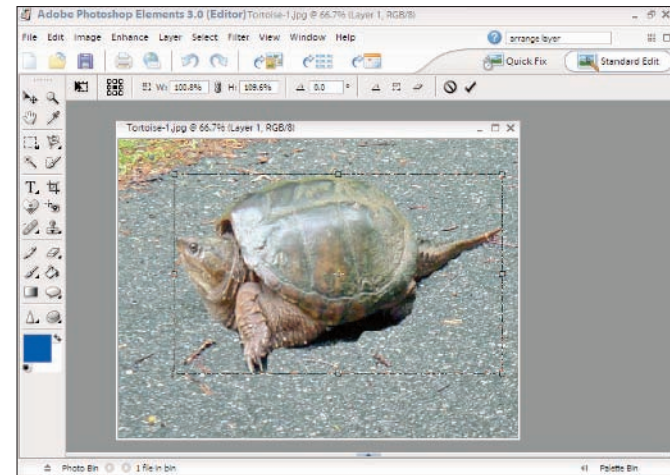 Adobe Photoshop Elements 3.0 (Editor) Tortoise-1.jpg @ 66.7% (Layer 1, RGB/8)
File Edit Image Enhance Layer Select Filter View Window Help arrange layer
Quick Fix Standard Edit
W: 100.8% H: 109.6% 0.0 °
Tortoise-1.jpg @ 66.7% (Layer 1, RGB/8)
T
Photo Bin 1 file in bin Palette Bin